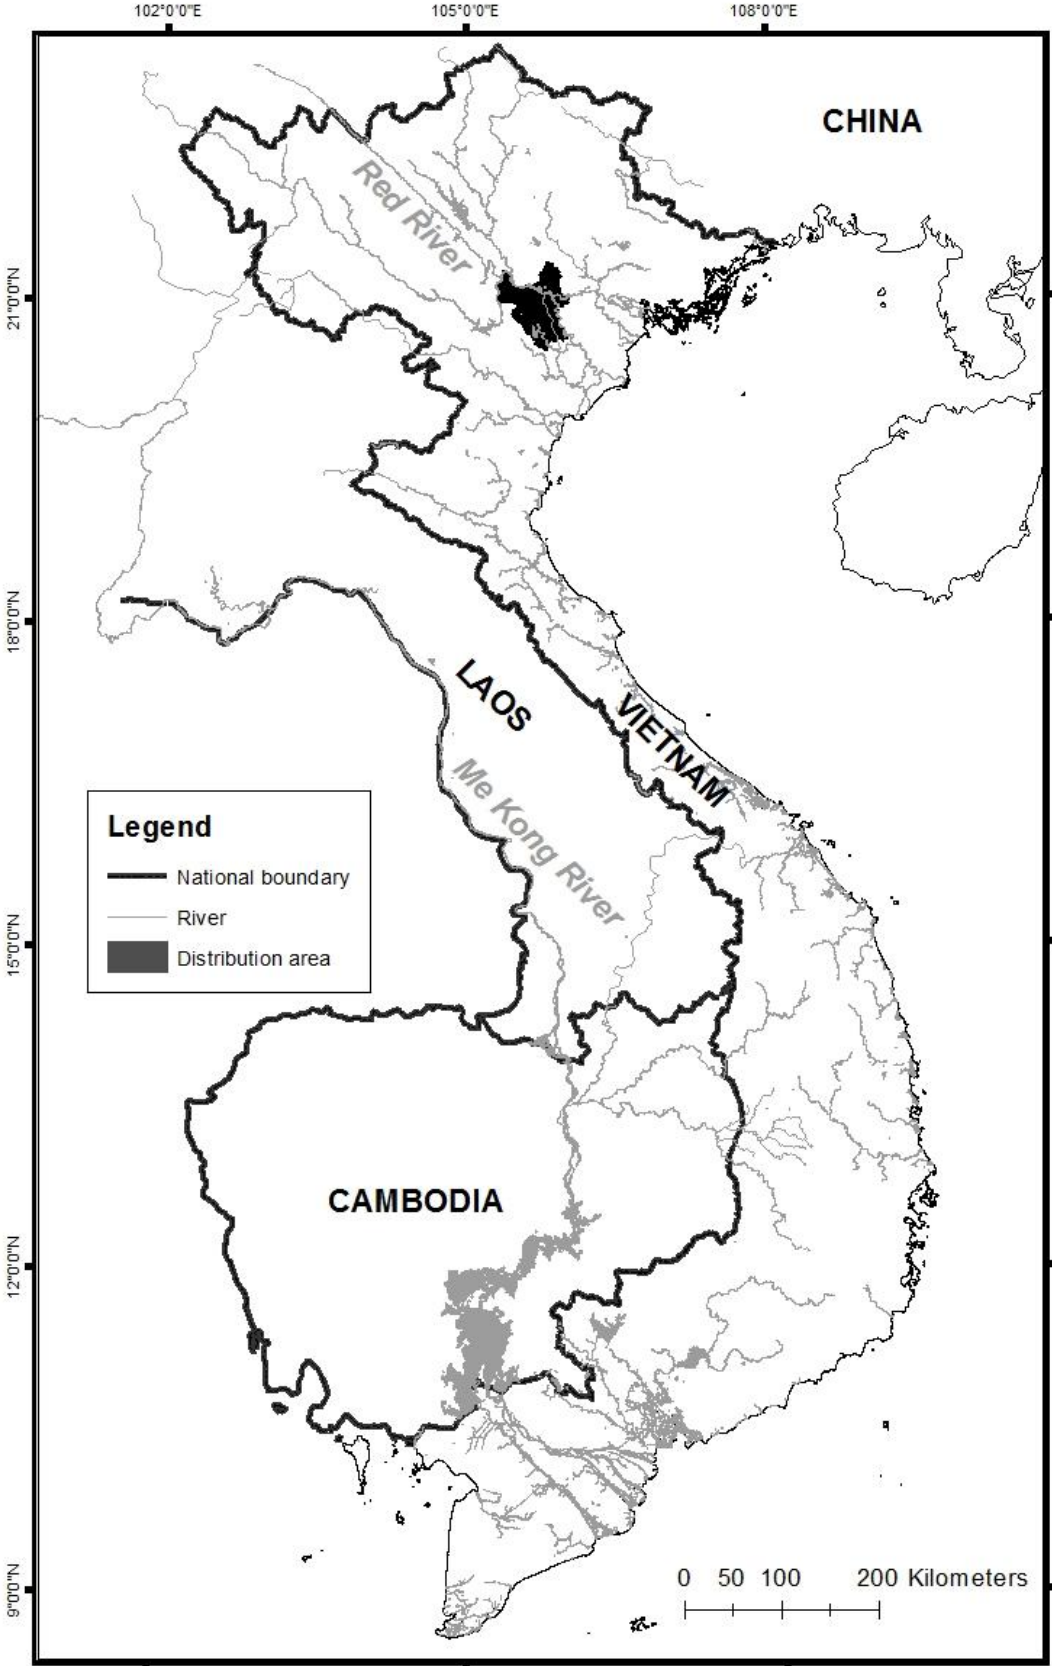 102°0'0"E 105°0'0"E 108°0'0"E
CHINA
Red River
21°0'0"N
18°0'0"N
LAOS
VIETNAM
Me Kong River
Legend
National boundary
River
Distribution area
15°0'0"N
CAMBODIA
12°0'0"N
9°0'0"N
0 50 100 200 Kilometers